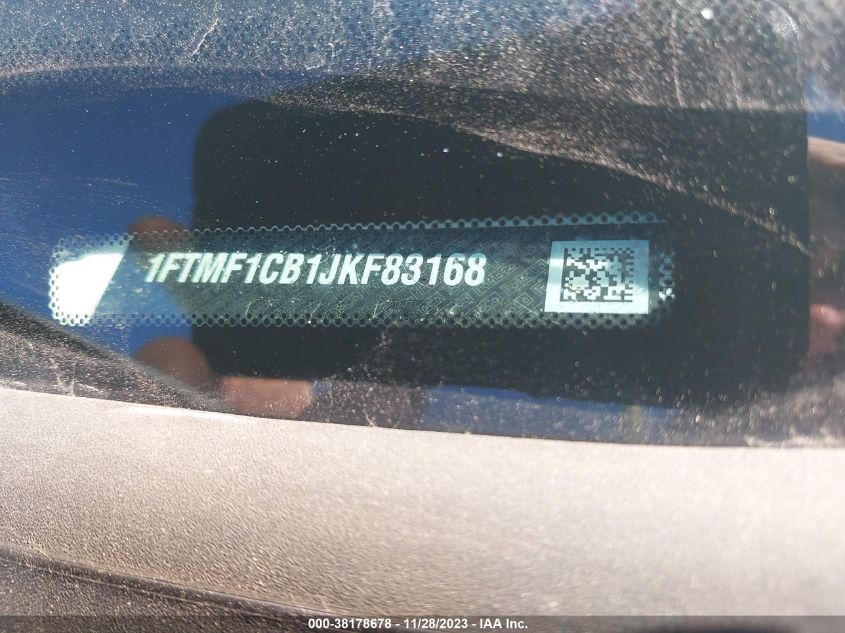 1FTMF1CB1JKF83168
000-38178678 - 11/28/2023 - IAA Inc.